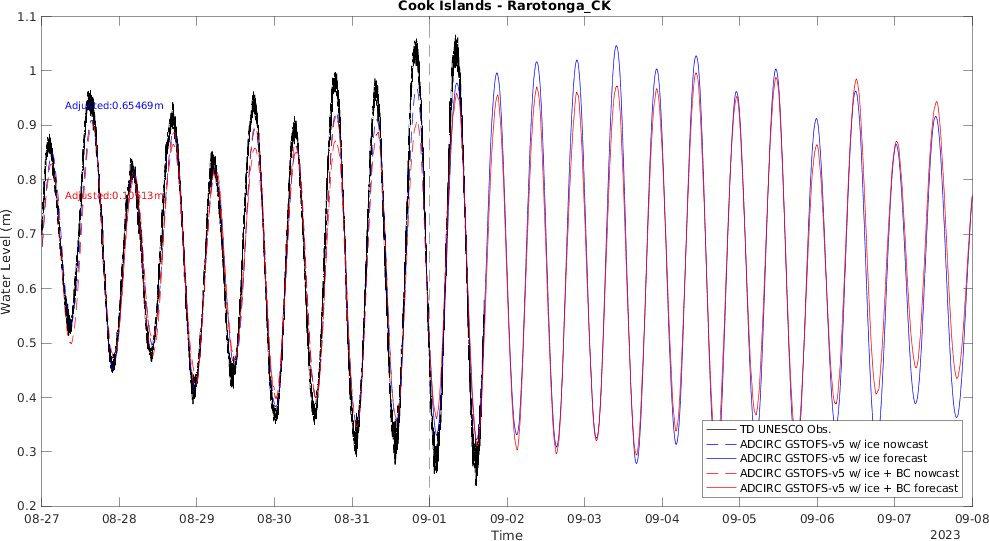 Cook Islands - Rarotonga_CK
1.1
1
0.9
0.8
0.7
0.6
0.5
0.4
0.3
0.2
Water Level (m)
Adjusted:0.65469m
Adjusted:0.10513m
TD UNESCO Obs.
ADCIRC GSTOFS-v5 w/ ice nowcast
ADCIRC GSTOFS-v5 w/ ice forecast
ADCIRC GSTOFS-v5 w/ ice + BC nowcast
ADCIRC GSTOFS-v5 w/ ice + BC forecast
08-27 08-28 08-29 08-30 08-31 09-01 09-02 09-03 09-04 09-05 09-06 09-07 09-08
Time
2023